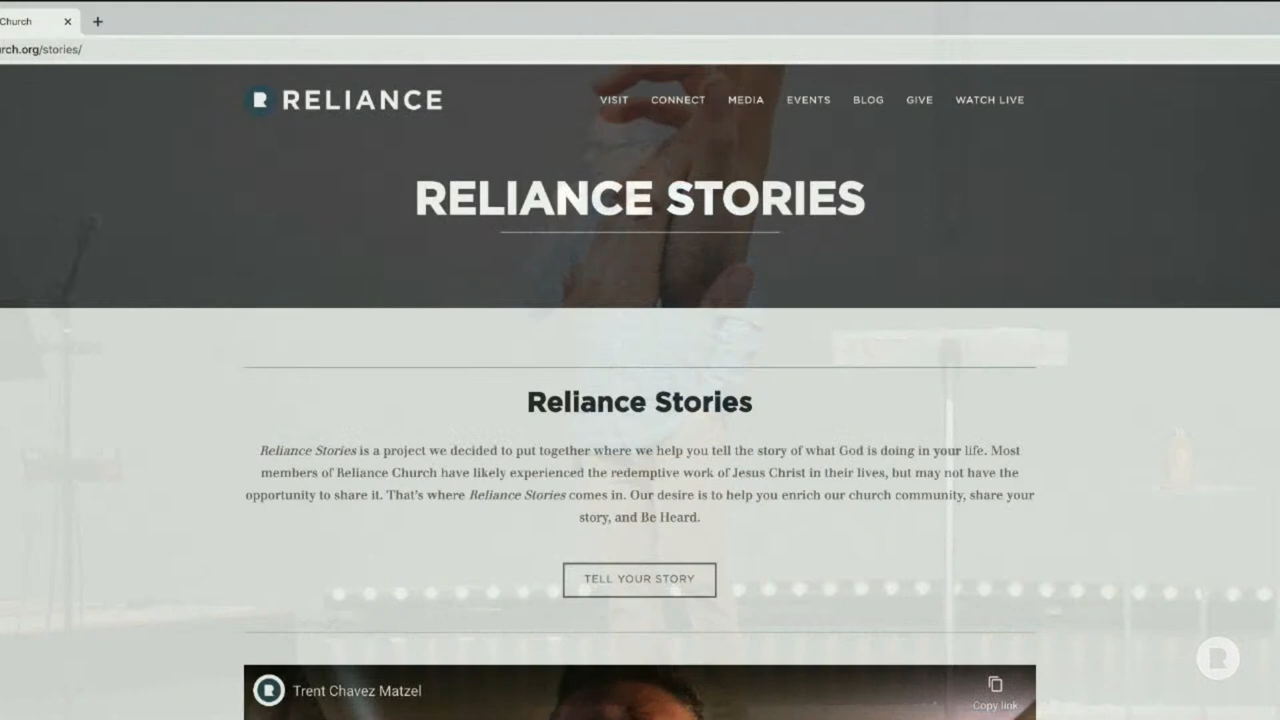 Church
rch.org/stories/
RELIANCE
VISIT CONNECT MEDIA EVENTS BLOG GIVE WATCH LIVE
RELIANCE STORIES
Reliance Stories
Reliance Stories is a project we decided to put together where we help you tell the story of what God is doing in your life. Most
members of Reliance Church have likely experienced the redemptive work of Jesus Christ in their lives, but may not have the
opportunity to share it. That's where Reliance Stories comes in. Our desire is to help you enrich our church community, share your
story, and Be Heard.
TELL YOUR STORY
Trent Chavez Matzel
Copy link